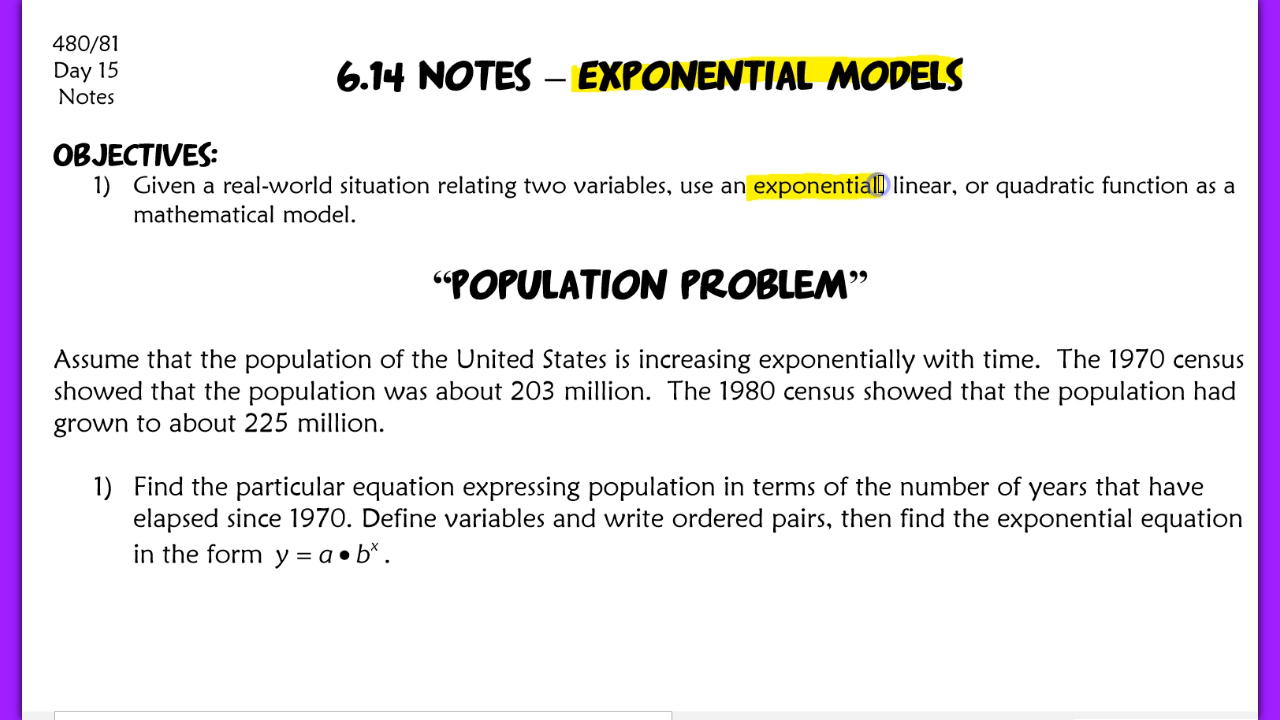 480/81
Day 15
Notes
6.14 NOTES – EXPONENTIAL MODELS
OBJECTIVES:
1) Given a real-world situation relating two variables, use an exponential, linear, or quadratic function as a
mathematical model.
“POPULATION PROBLEM”
Assume that the population of the United States is increasing exponentially with time. The 1970 census
showed that the population was about 203 million. The 1980 census showed that the population had
grown to about 225 million.
1) Find the particular equation expressing population in terms of the number of years that have
elapsed since 1970. Define variables and write ordered pairs, then find the exponential equation
in the form y = a • bˣ .